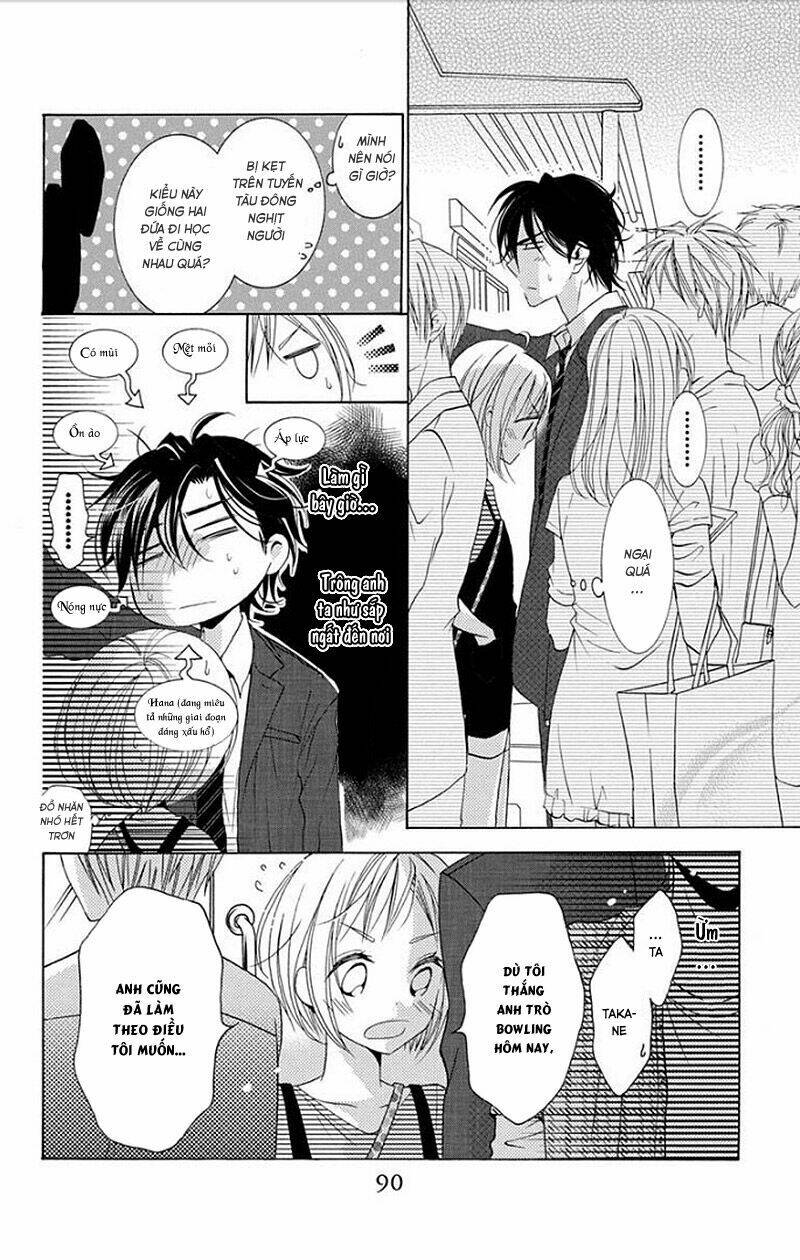 ......
......
NGẠI
QUÁ
...
MÌNH
NÊN NÓI
GÌ GIỜ?
BỊ KẸT
TRÊN TUYẾN
TÀU ĐÔNG
NGHỊT
NGƯỜI
KIỂU NÀY
GIỐNG HAI
ĐỨA ĐI HỌC
VỀ CÙNG
NHAU QUÁ?
Có mùi
Mệt mỏi
Ồn ào
Áp lực
......
Nóng nực
Làm gì
bây giờ...
Trông anh
ta như sắp
ngất đến nơi
Hana (đang miêu
tả những giai đoạn
đáng xấu hổ)
ĐỒ NHĂN
NHÓ HẾT
TRƠN
Ừm
...
...
TA
TAKA-
NE
DÙ TÔI
THẮNG
ANH TRÒ
BOWLING
HÔM NAY,
ANH CŨNG
ĐÃ LÀM
THEO ĐIỀU
TÔI MUỐN...
90